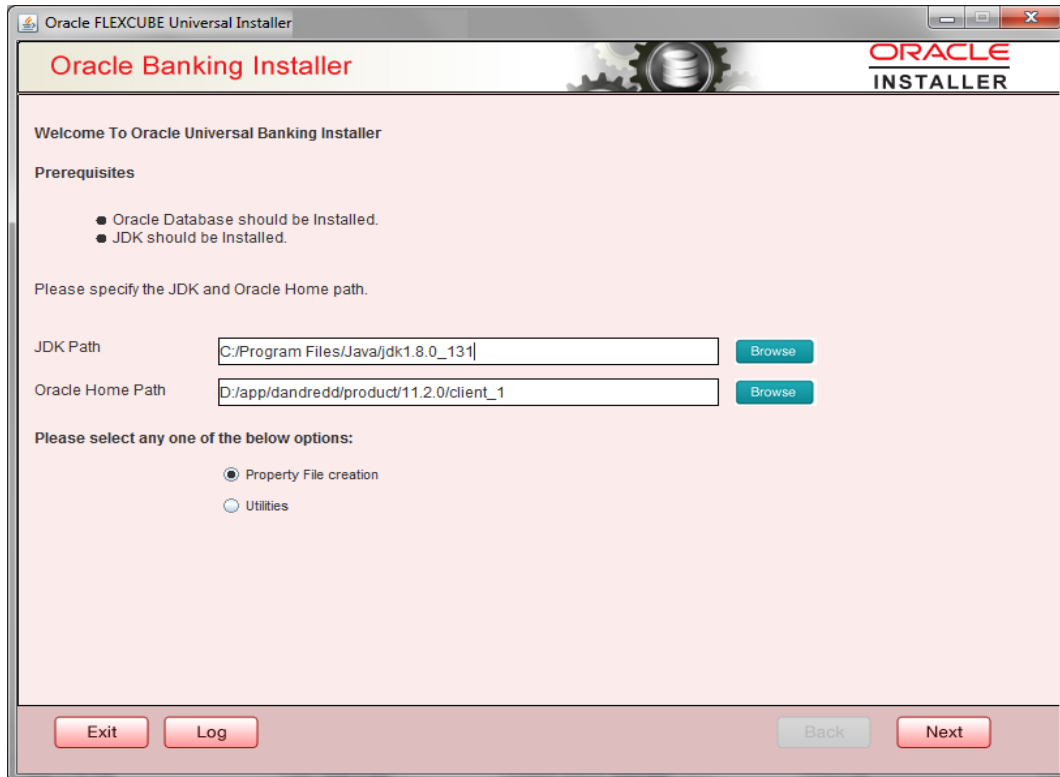 Oracle FLEXCUBE Universal Installer
Oracle Banking Installer
ORACLE
INSTALLER
Welcome To Oracle Universal Banking Installer
Prerequisites
Oracle Database should be Installed.
JDK should be Installed.
Please specify the JDK and Oracle Home path.
JDK Path C:/Program Files/Java/jdk1.8.0_131 Browse
Oracle Home Path D:/app/dandredd/product/11.2.0/client_1 Browse
Please select any one of the below options:
Property File creation
Utilities
Exit Log Back Next